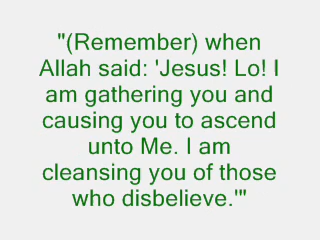 "(Remember) when
Allah said: 'Jesus! Lo! I
am gathering you and
causing you to ascend
unto Me. I am
cleansing you of those
who disbelieve.'"